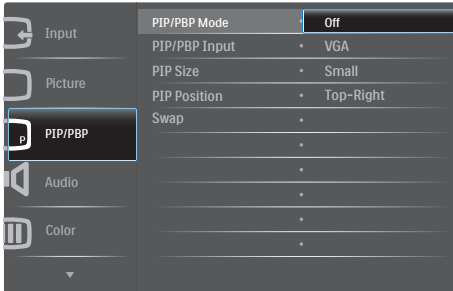 Input
Picture
P
PIP/PBP
Audio
Color
PIP/PBP Mode • Off
PIP/PBP Input • VGA
PIP Size • Small
PIP Position • Top-Right
Swap •